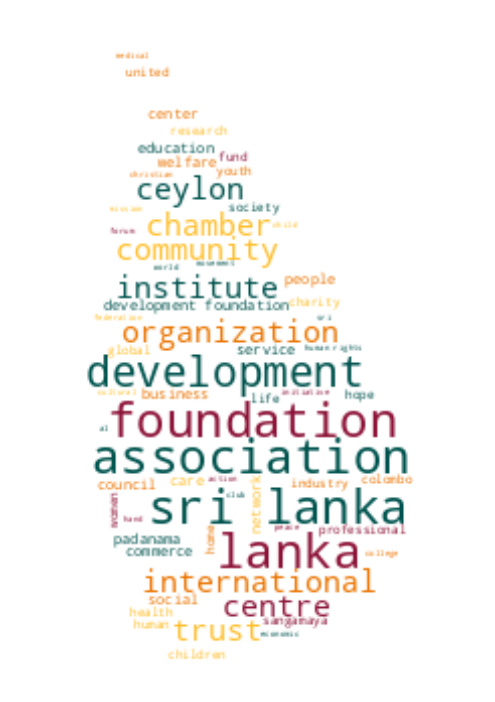 medical
united
center
research
education
fund
welfare
christian youth
ceylon
mission society
chamber child
forum
community
world movement
institute people
development foundation charity
federation sri
organization
global service human rights
development
cultural business life initiative hope
foundation
al
association
council care action industry colombo
women sri lanka club network
hand peace professional
padanama home lanka
commerce college
international
social centre
health sangamaya
human trust economic
children